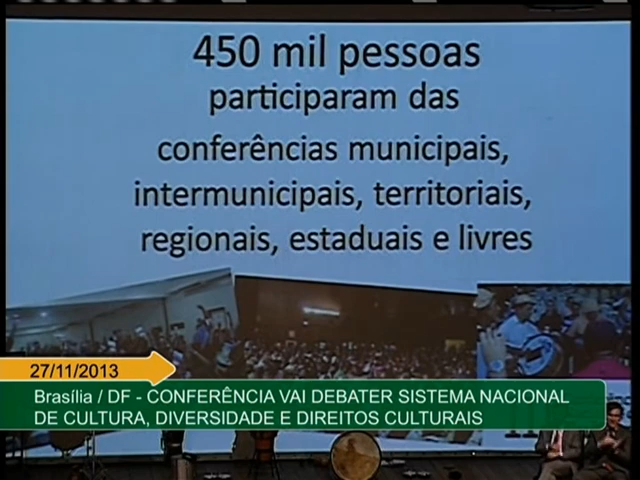 450 mil pessoas
participaram das
conferências municipais,
intermunicipais, territoriais,
regionais, estaduais e livres
27/11/2013
Brasília / DF - CONFERÊNCIA VAI DEBATER SISTEMA NACIONAL
DE CULTURA, DIVERSIDADE E DIREITOS CULTURAIS